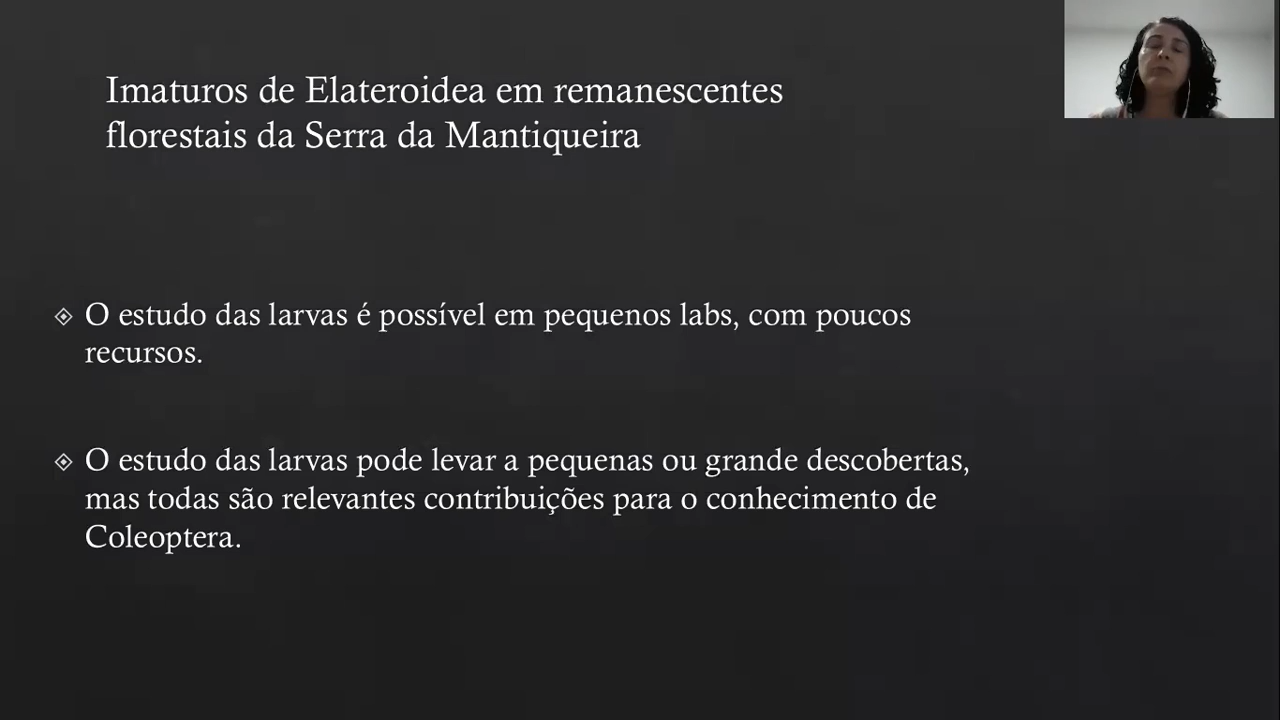 Imaturos de Elateroidea em remanescentes
florestais da Serra da Mantiqueira
O estudo das larvas é possível em pequenos labs, com poucos
recursos.
O estudo das larvas pode levar a pequenas ou grande descobertas,
mas todas são relevantes contribuições para o conhecimento de
Coleoptera.